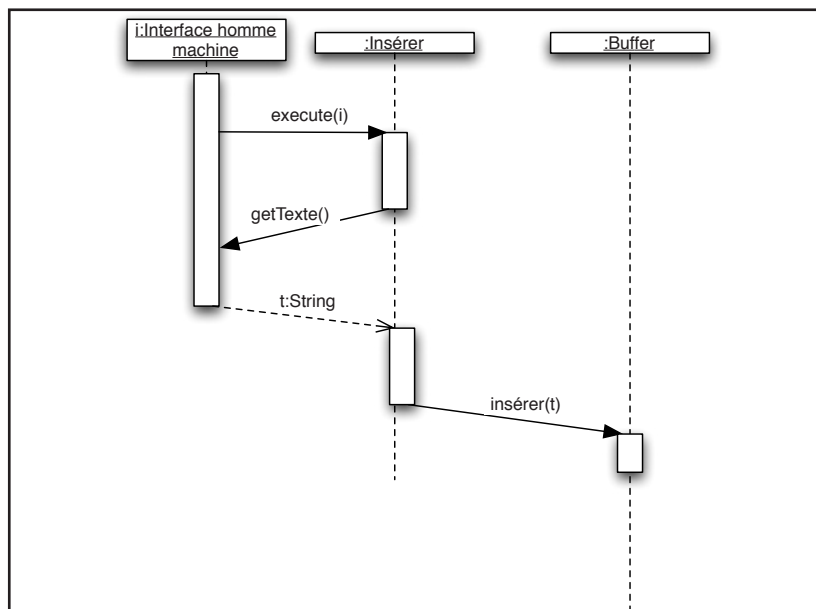 i:Interface homme
machine
:Insérer
:Buffer
execute(i)
getTexte()
t:String
insérer(t)